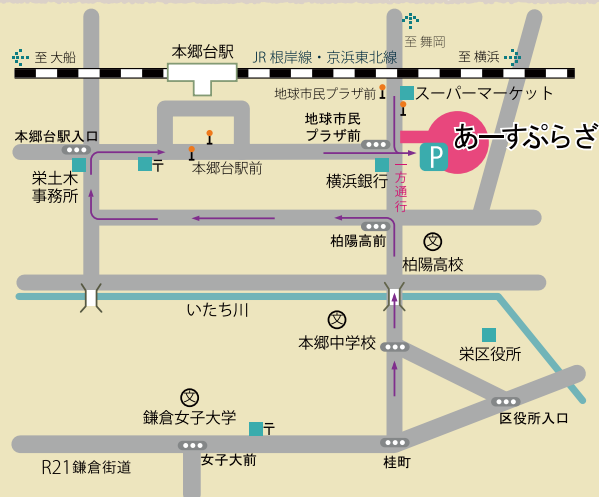 至 舞岡
至 大船
本郷台駅
JR 根岸線・京浜東北線
至 横浜
地球市民プラザ前
スーパーマーケット
地球市民
プラザ前
あーすぷらざ
本郷台駅入口
P
栄土木
事務所
〒
本郷台駅前
横浜銀行
一方通行
柏陽高前
文
柏陽高校
いたち川
文
本郷中学校
栄区役所
文
鎌倉女子大学
〒
区役所入口
女子大前
桂町
R21鎌倉街道